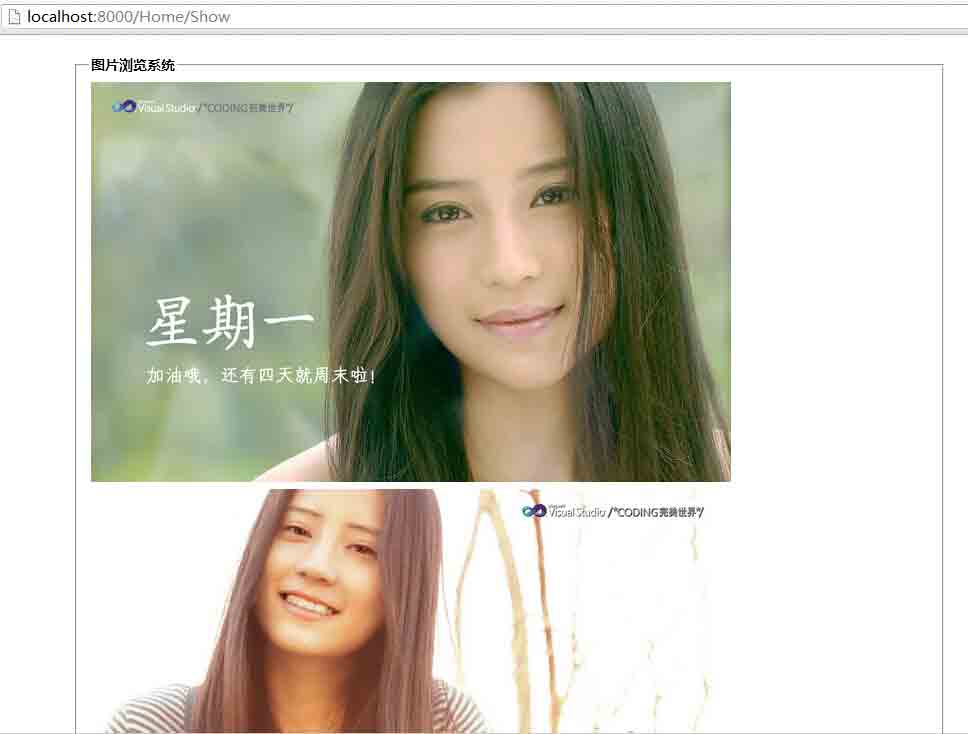 localhost:8000/Home/Show
图片浏览系统
Visual Studio /*CODING完美世界*/
星期一
加油哦，还有四天就周末啦!
Visual Studio /*CODING完美世界*/